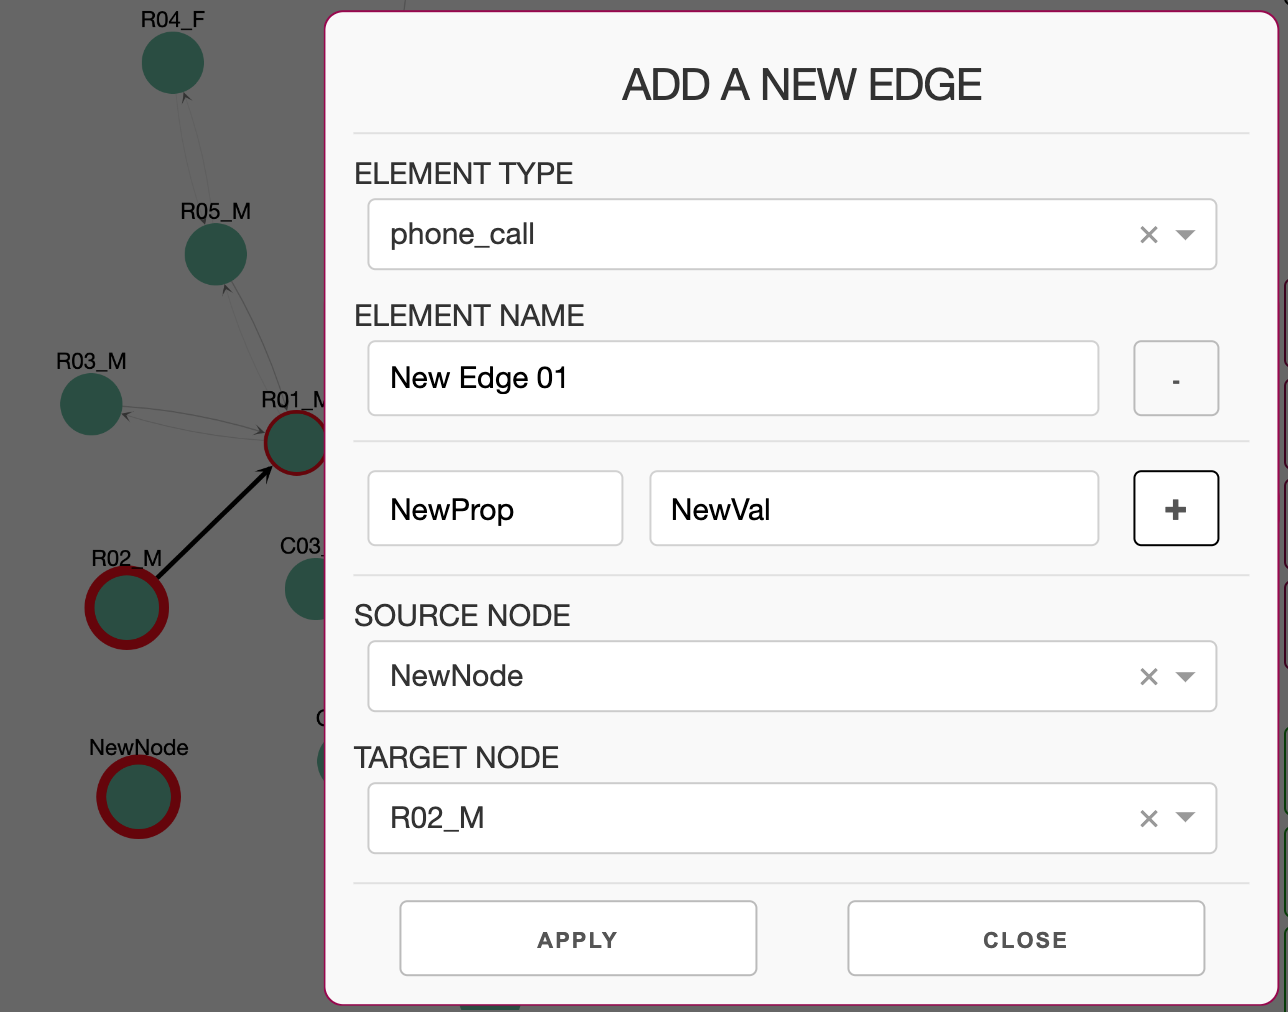 R04_F
R05_M
R03_M
R01_M
R02_M
C03_
NewNode
ADD A NEW EDGE
ELEMENT TYPE
phone_call
ELEMENT NAME
New Edge 01
-
NewProp
NewVal
+
SOURCE NODE
NewNode
TARGET NODE
R02_M
APPLY
CLOSE